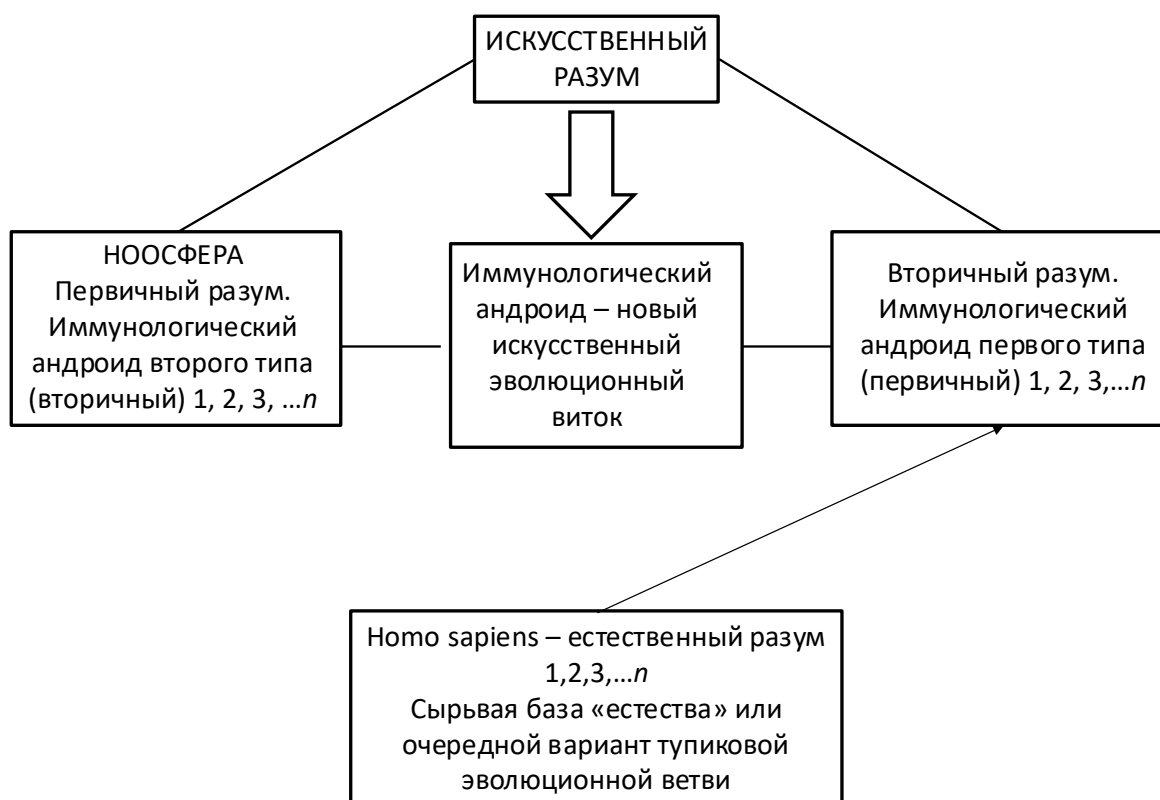 ИСКУССТВЕННЫЙ
РАЗУМ
НООСФЕРА
Первичный разум.
Иммунологический
андроид второго типа
(вторичный) 1, 2, 3, …n
Иммунологический
андроид – новый
искусственный
эволюционный
виток
Вторичный разум.
Иммунологический
андроид первого типа
(первичный) 1, 2, 3,…n
Homo sapiens – естественный разум
1,2,3,…n
Сырьвая база «естества» или
очередной вариант тупиковой
эволюционной ветви